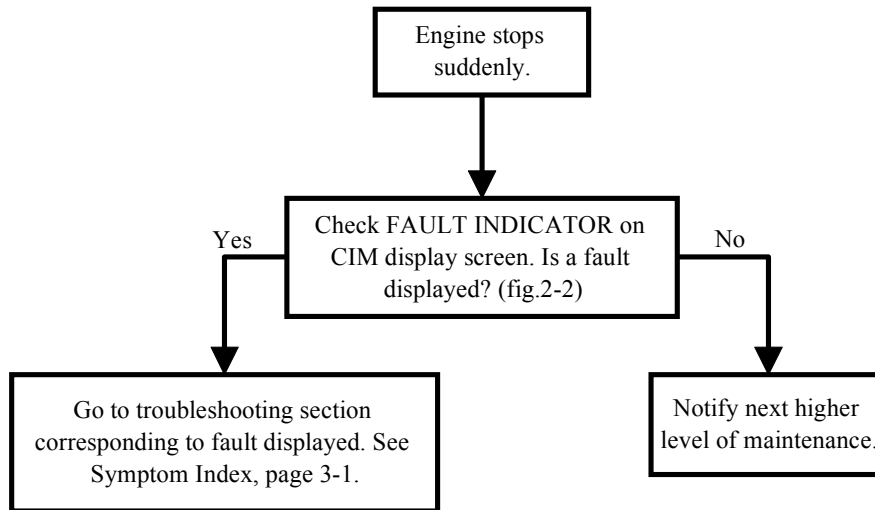 Engine stops
suddenly.
Check FAULT INDICATOR on
CIM display screen. Is a fault
displayed? (fig.2-2)
Yes
No
Go to troubleshooting section
corresponding to fault displayed. See
Symptom Index, page 3-1.
Notify next higher
level of maintenance.